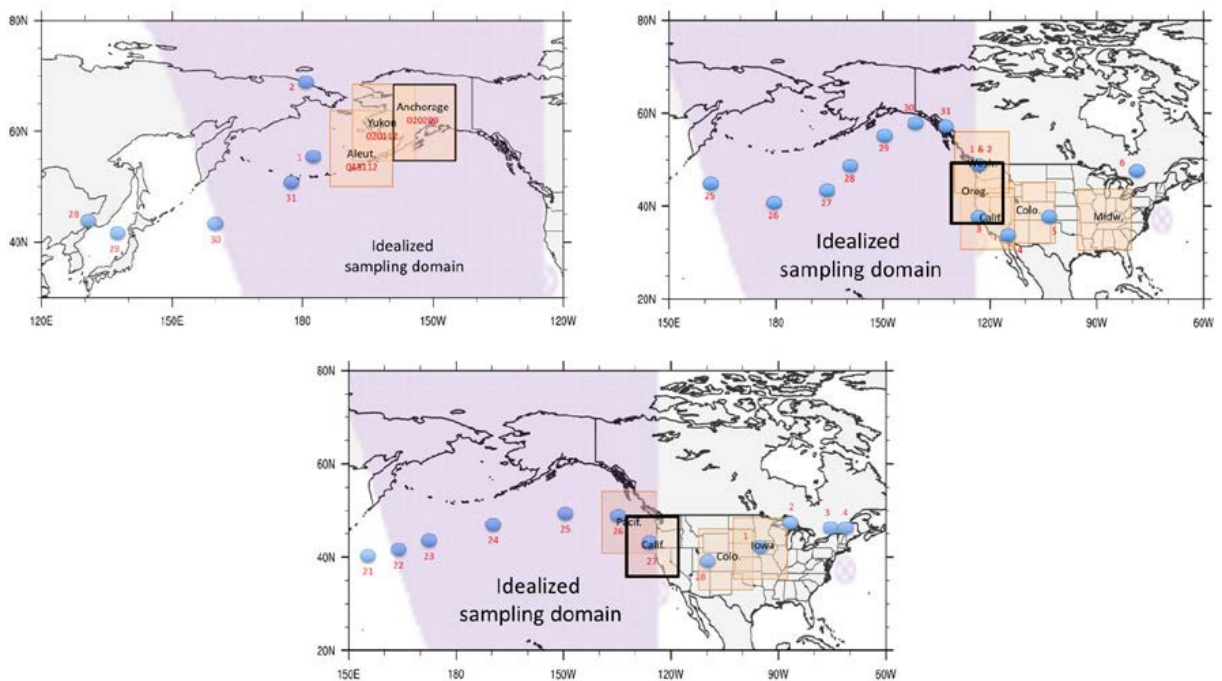 80N
2
Anchorage
020200
Yukon
020112
60N
Aleut.
1
31
28
29
30
40N
Idealized
sampling domain
120E
150E
180
150W
120W
80N
30
31
60N
29
1 & 2
6
25
28
Oreg.
27
26
Calif.
Colo.
Midw.
40N
3
5
4
Idealized
sampling domain
20N
150E
180
150W
120W
90W
60W
80N
60N
24
25
Pacif.
26
2
3
4
Calif.
1
Iowa
40N
21
22
23
27
Colo.
28
Idealized
sampling domain
20N
150E
180
150W
120W
90W
60W